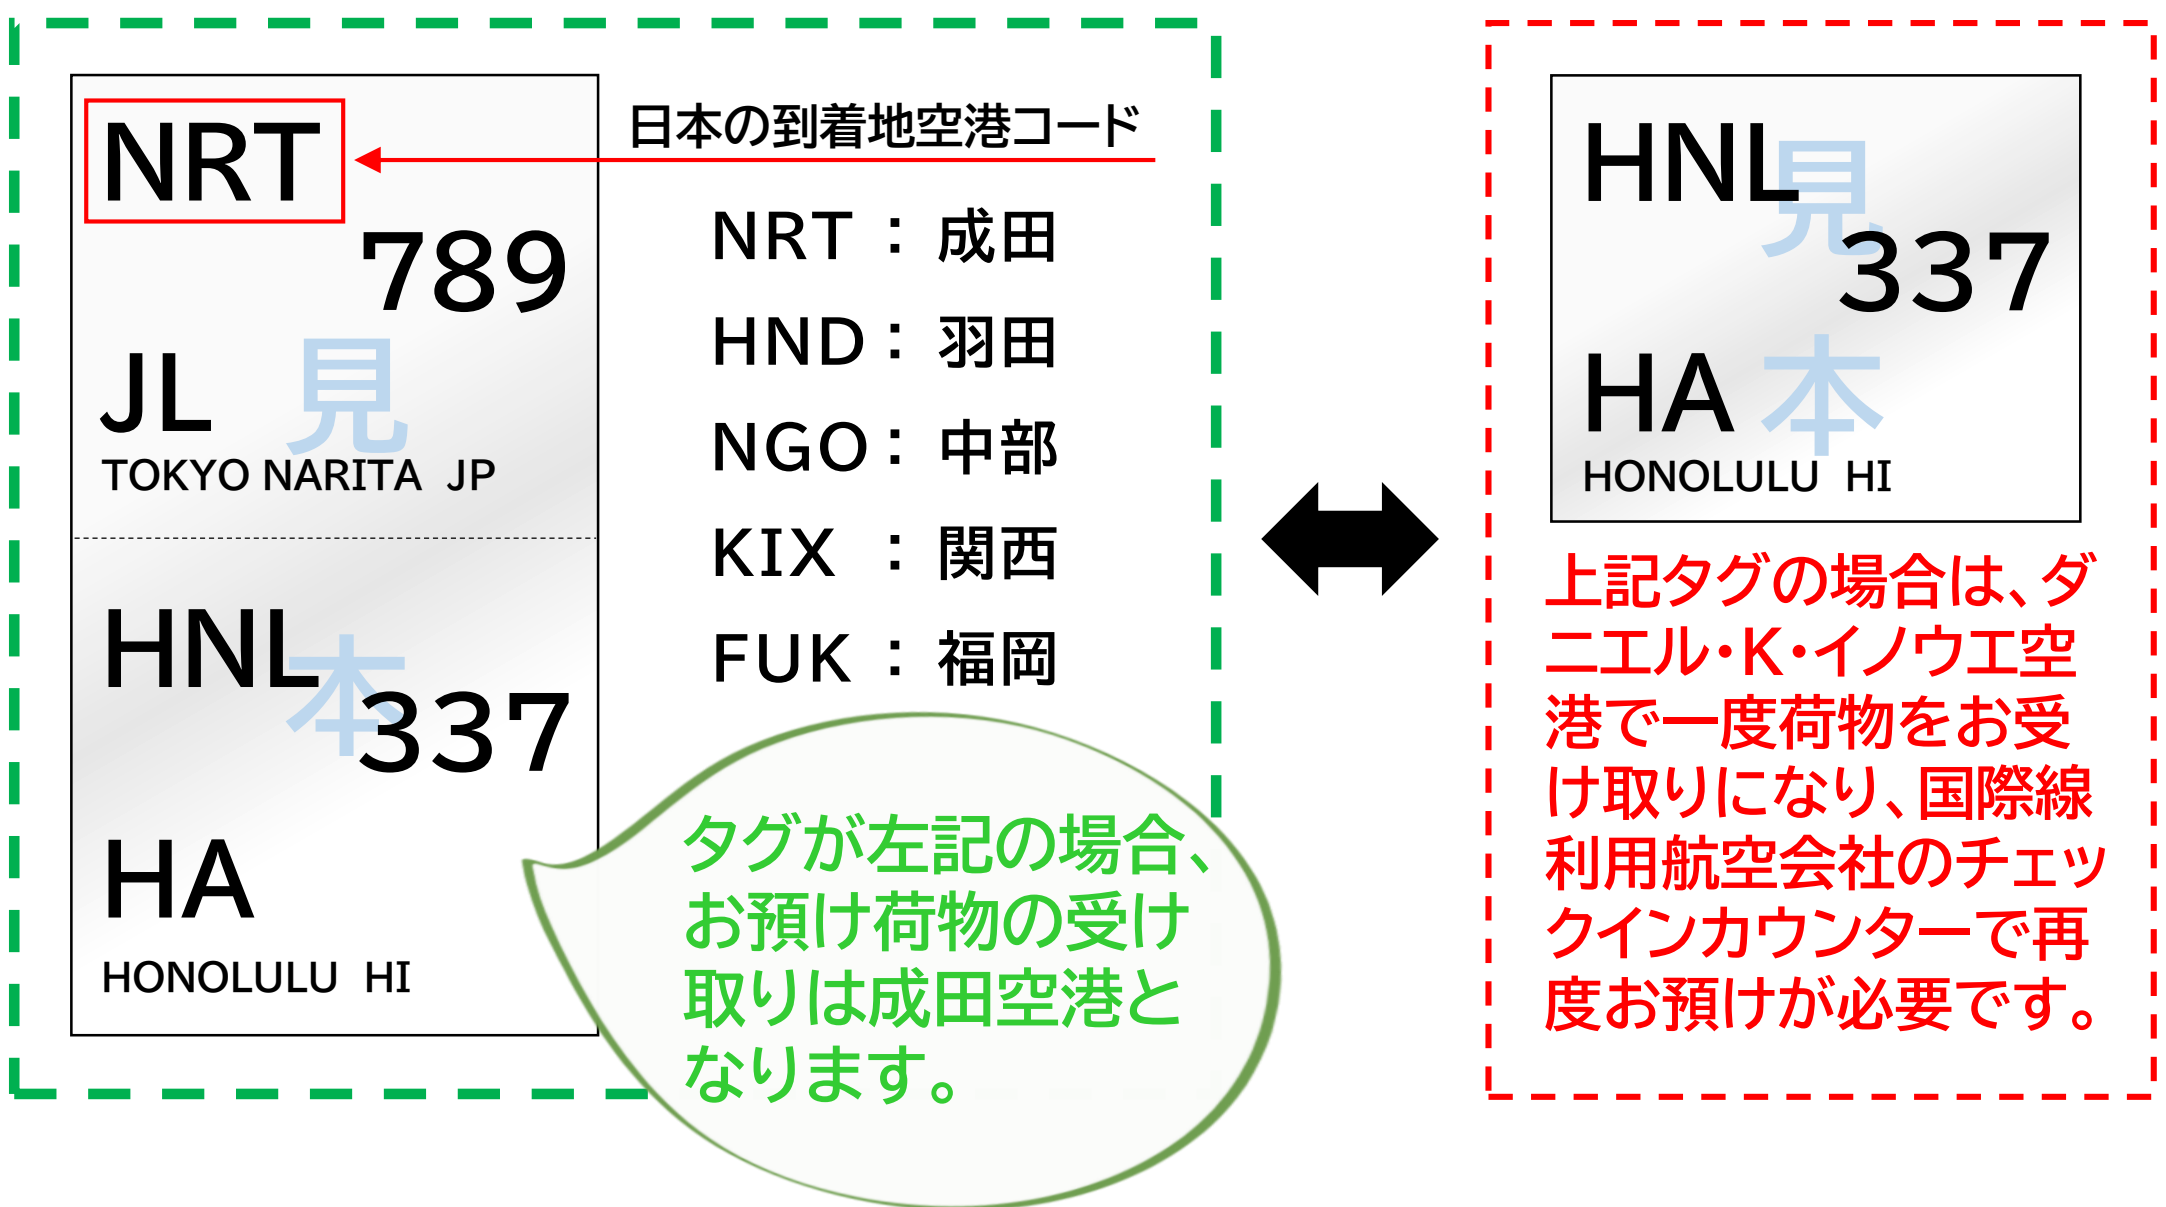 NRT
789
JL
見
TOKYO NARITA JP
HNL
本
337
HA
HONOLULU HI
日本の到着地空港コード
NRT : 成田
HND : 羽田
NGO : 中部
KIX : 関西
FUK : 福岡
タグが左記の場合、
お預け荷物の受け
取りは成田空港と
なります。
HNL
見
337
HA
本
HONOLULU HI
上記タグの場合は、ダ
ニエル・K・イノウエ空
港で一度荷物をお受
け取りになり、国際線
利用航空会社のチェッ
クインカウンターで再
度お預けが必要です。